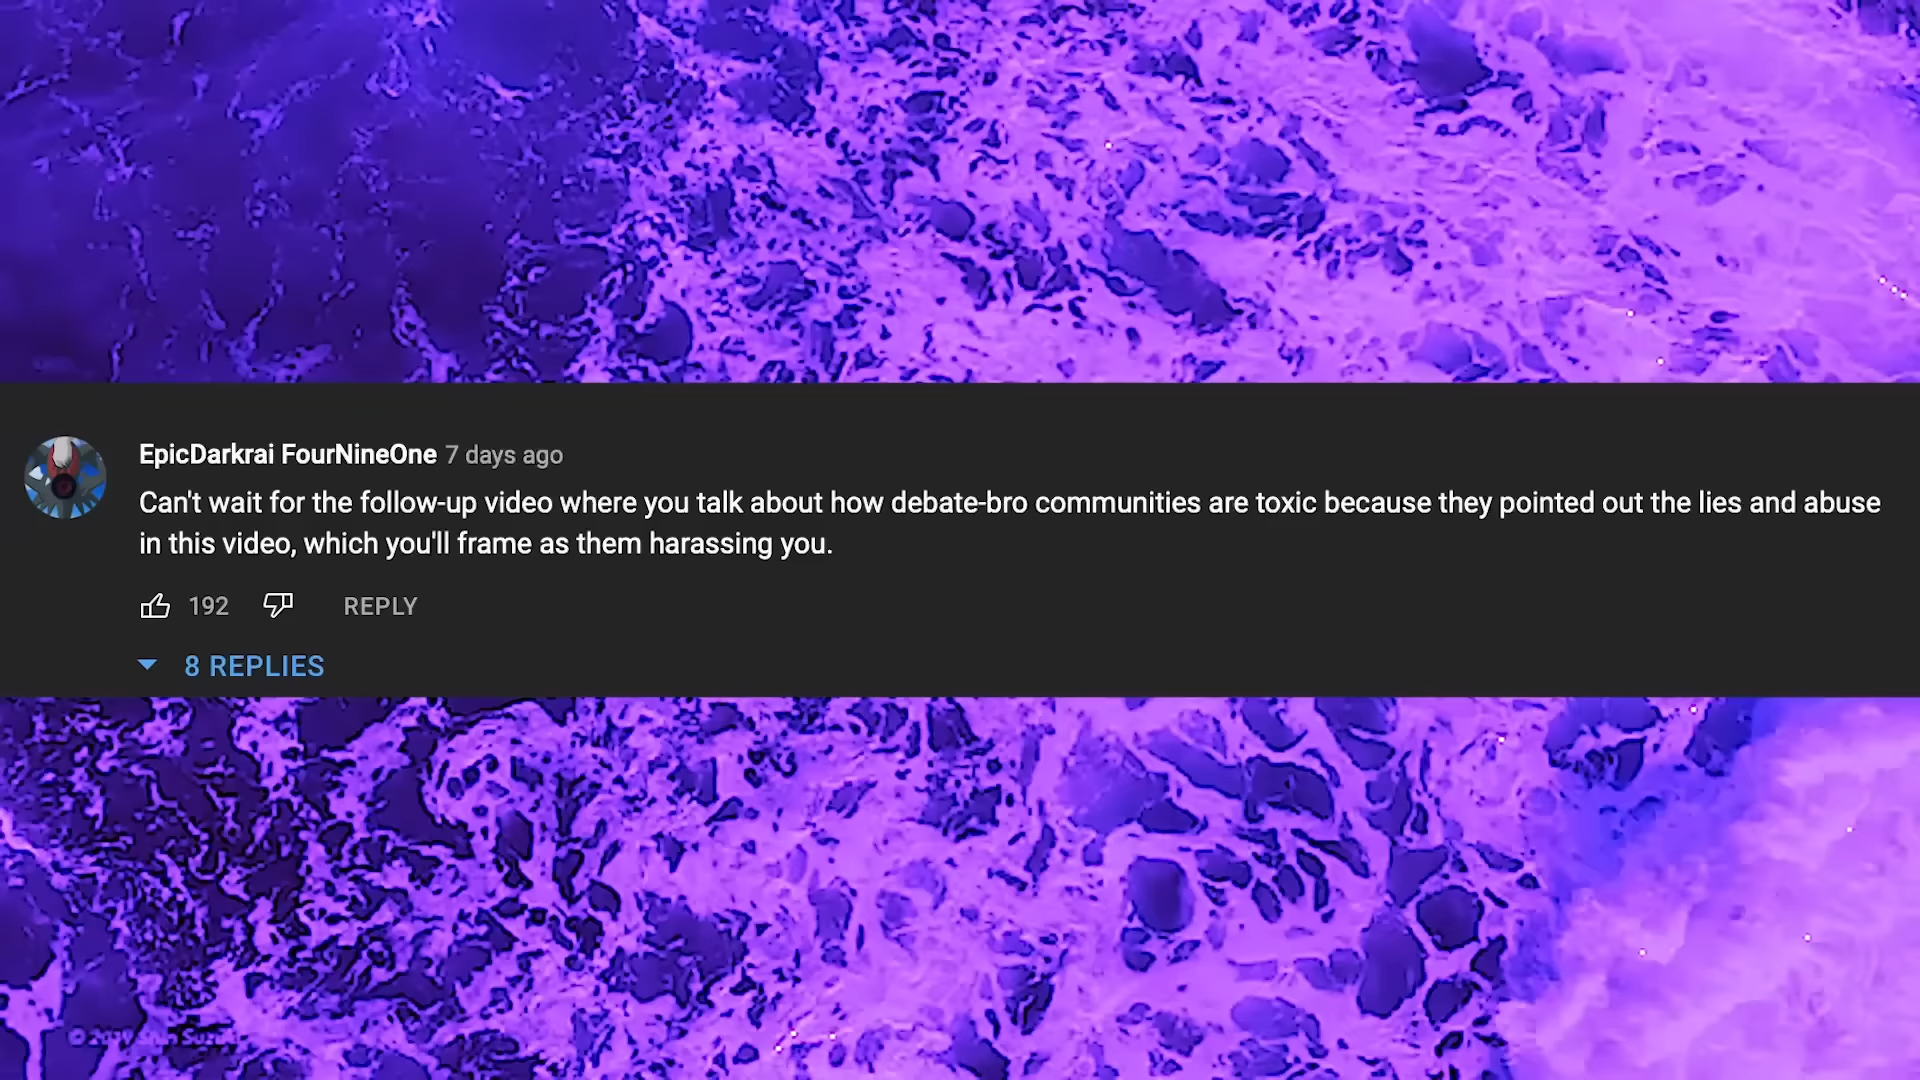 EpicDarkrai FourNineOne 7 days ago
Can't wait for the follow-up video where you talk about how debate-bro communities are toxic because they pointed out the lies and abuse
in this video, which you'll frame as them harassing you.
192 REPLY
8 REPLIES